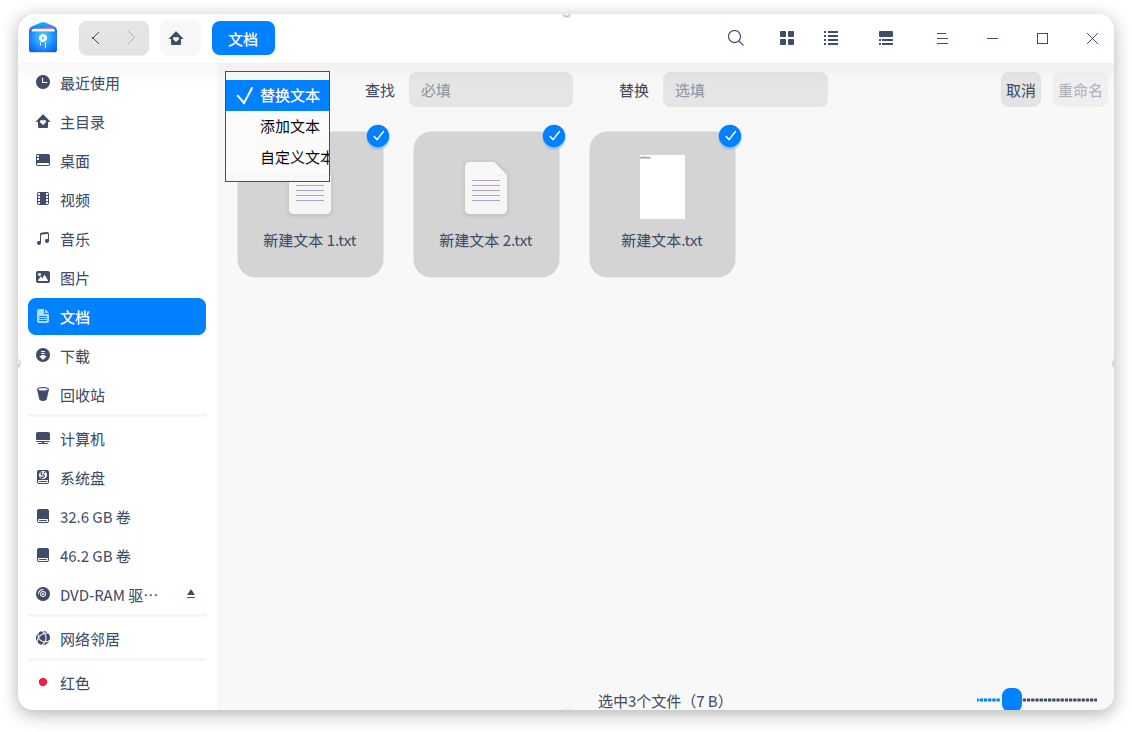 文档
最近使用
主目录
桌面
视频
音乐
图片
文档
下载
回收站
计算机
系统盘
32.6 GB 卷
46.2 GB 卷
DVD-RAM 驱…
网络邻居
红色
替换文本
添加文本
自定义文本
查找 必填 替换 选填 取消 重命名
新建文本 1.txt 新建文本 2.txt 新建文本.txt
选中3个文件（7 B）